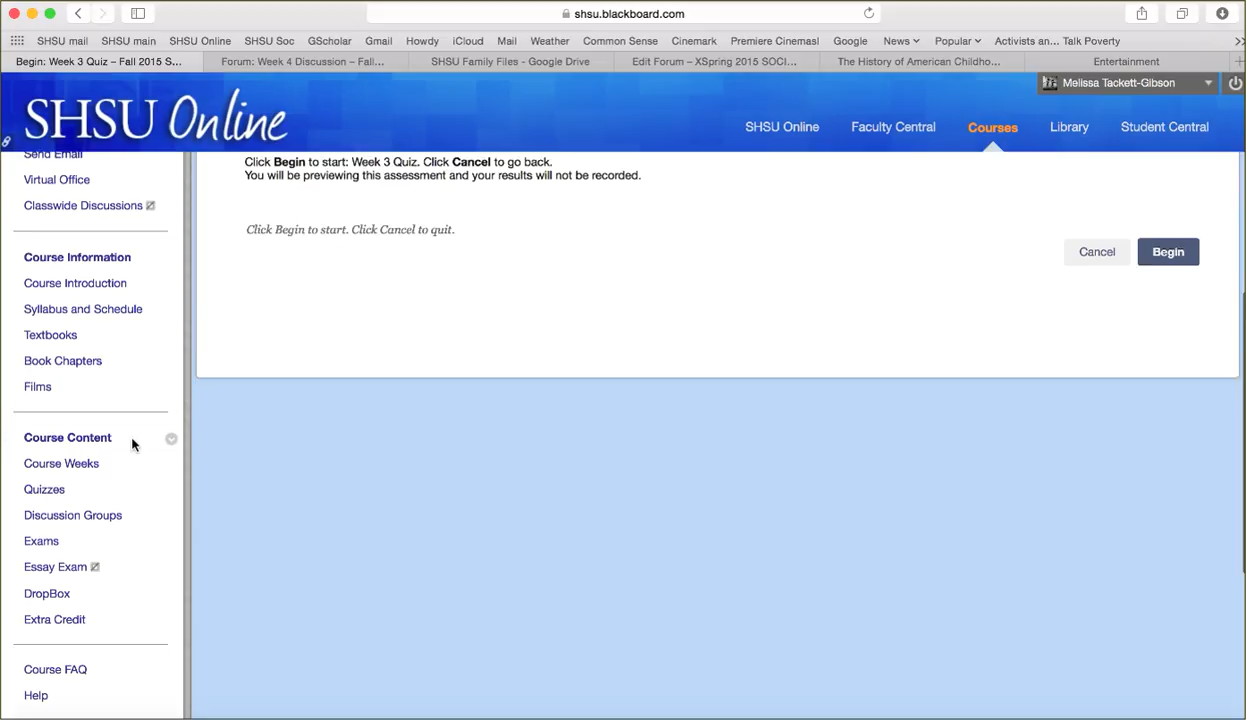 shsu.blackboard.com
SHSU mail SHSU main SHSU Online SHSU Soc GScholar Gmail Howdy iCloud Mail Weather Common Sense Cinemark Premiere Cinemasl Google News Popular Activists an... Talk Poverty
Begin: Week 3 Quiz – Fall 2015 S... Forum: Week 4 Discussion – Fall... SHSU Family Files - Google Drive Edit Forum – XSpring 2015 SOCI... The History of American Childho... Entertainment
Melissa Tackett-Gibson
SHSU Online
SHSU Online Faculty Central Courses Library Student Central
Send Email
Virtual Office
Classwide Discussions
Course Information
Course Introduction
Syllabus and Schedule
Textbooks
Book Chapters
Films
Course Content
Course Weeks
Quizzes
Discussion Groups
Exams
Essay Exam
DropBox
Extra Credit
Course FAQ
Help
Click Begin to start: Week 3 Quiz. Click Cancel to go back.
You will be previewing this assessment and your results will not be recorded.
Click Begin to start. Click Cancel to quit.
Cancel Begin